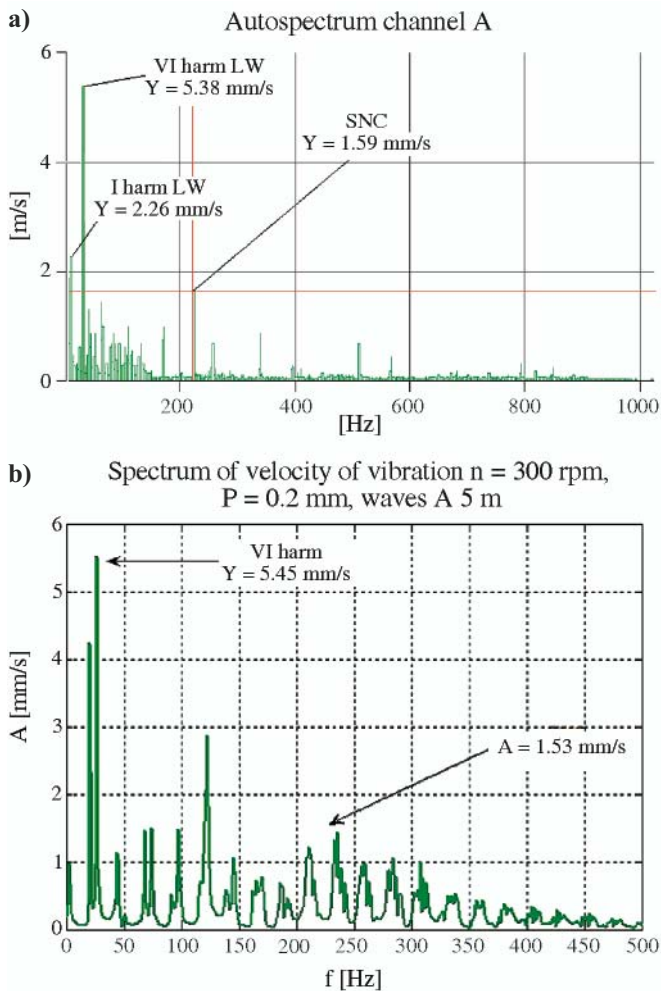 a)
Autospectrum channel A
6
VI harm LW
Y = 5.38 mm/s
SNC
Y = 1.59 mm/s
4
I harm LW
Y = 2.26 mm/s
[m/s]
2
0
200
400
600
800
1000
[Hz]
b)
Spectrum of velocity of vibration n = 300 rpm,
P = 0.2 mm, waves A 5 m
6
VI harm
Y = 5.45 mm/s
5
4
A [mm/s]
3
A = 1.53 mm/s
2
1
0
0
50
100
150
200
250
300
350
400
450
500
f [Hz]